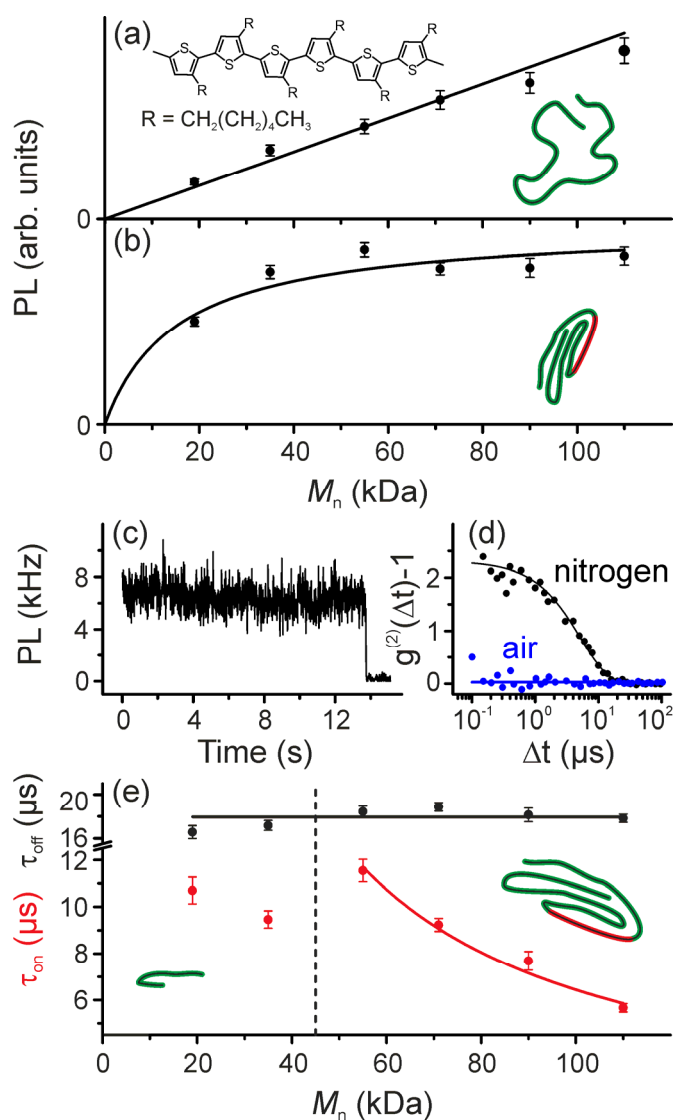 (a)
R R R
S S S S S S
R R R
R = CH₂(CH₂)₄CH₃
0
PL (arb. units)
(b)
0
0 20 40 60 80 100
Mₙ (kDa)
(c)
PL (kHz)
12
8
4
0
0 4 8 12
Time (s)
(d)
g⁽²⁾(Δt)-1
2
1
0
nitrogen
air
10⁻¹ 10⁰ 10¹ 10²
Δt (µs)
(e)
τoff (µs)
20
16
τon (µs)
12
10
8
6
0 20 40 60 80 100
Mₙ (kDa)